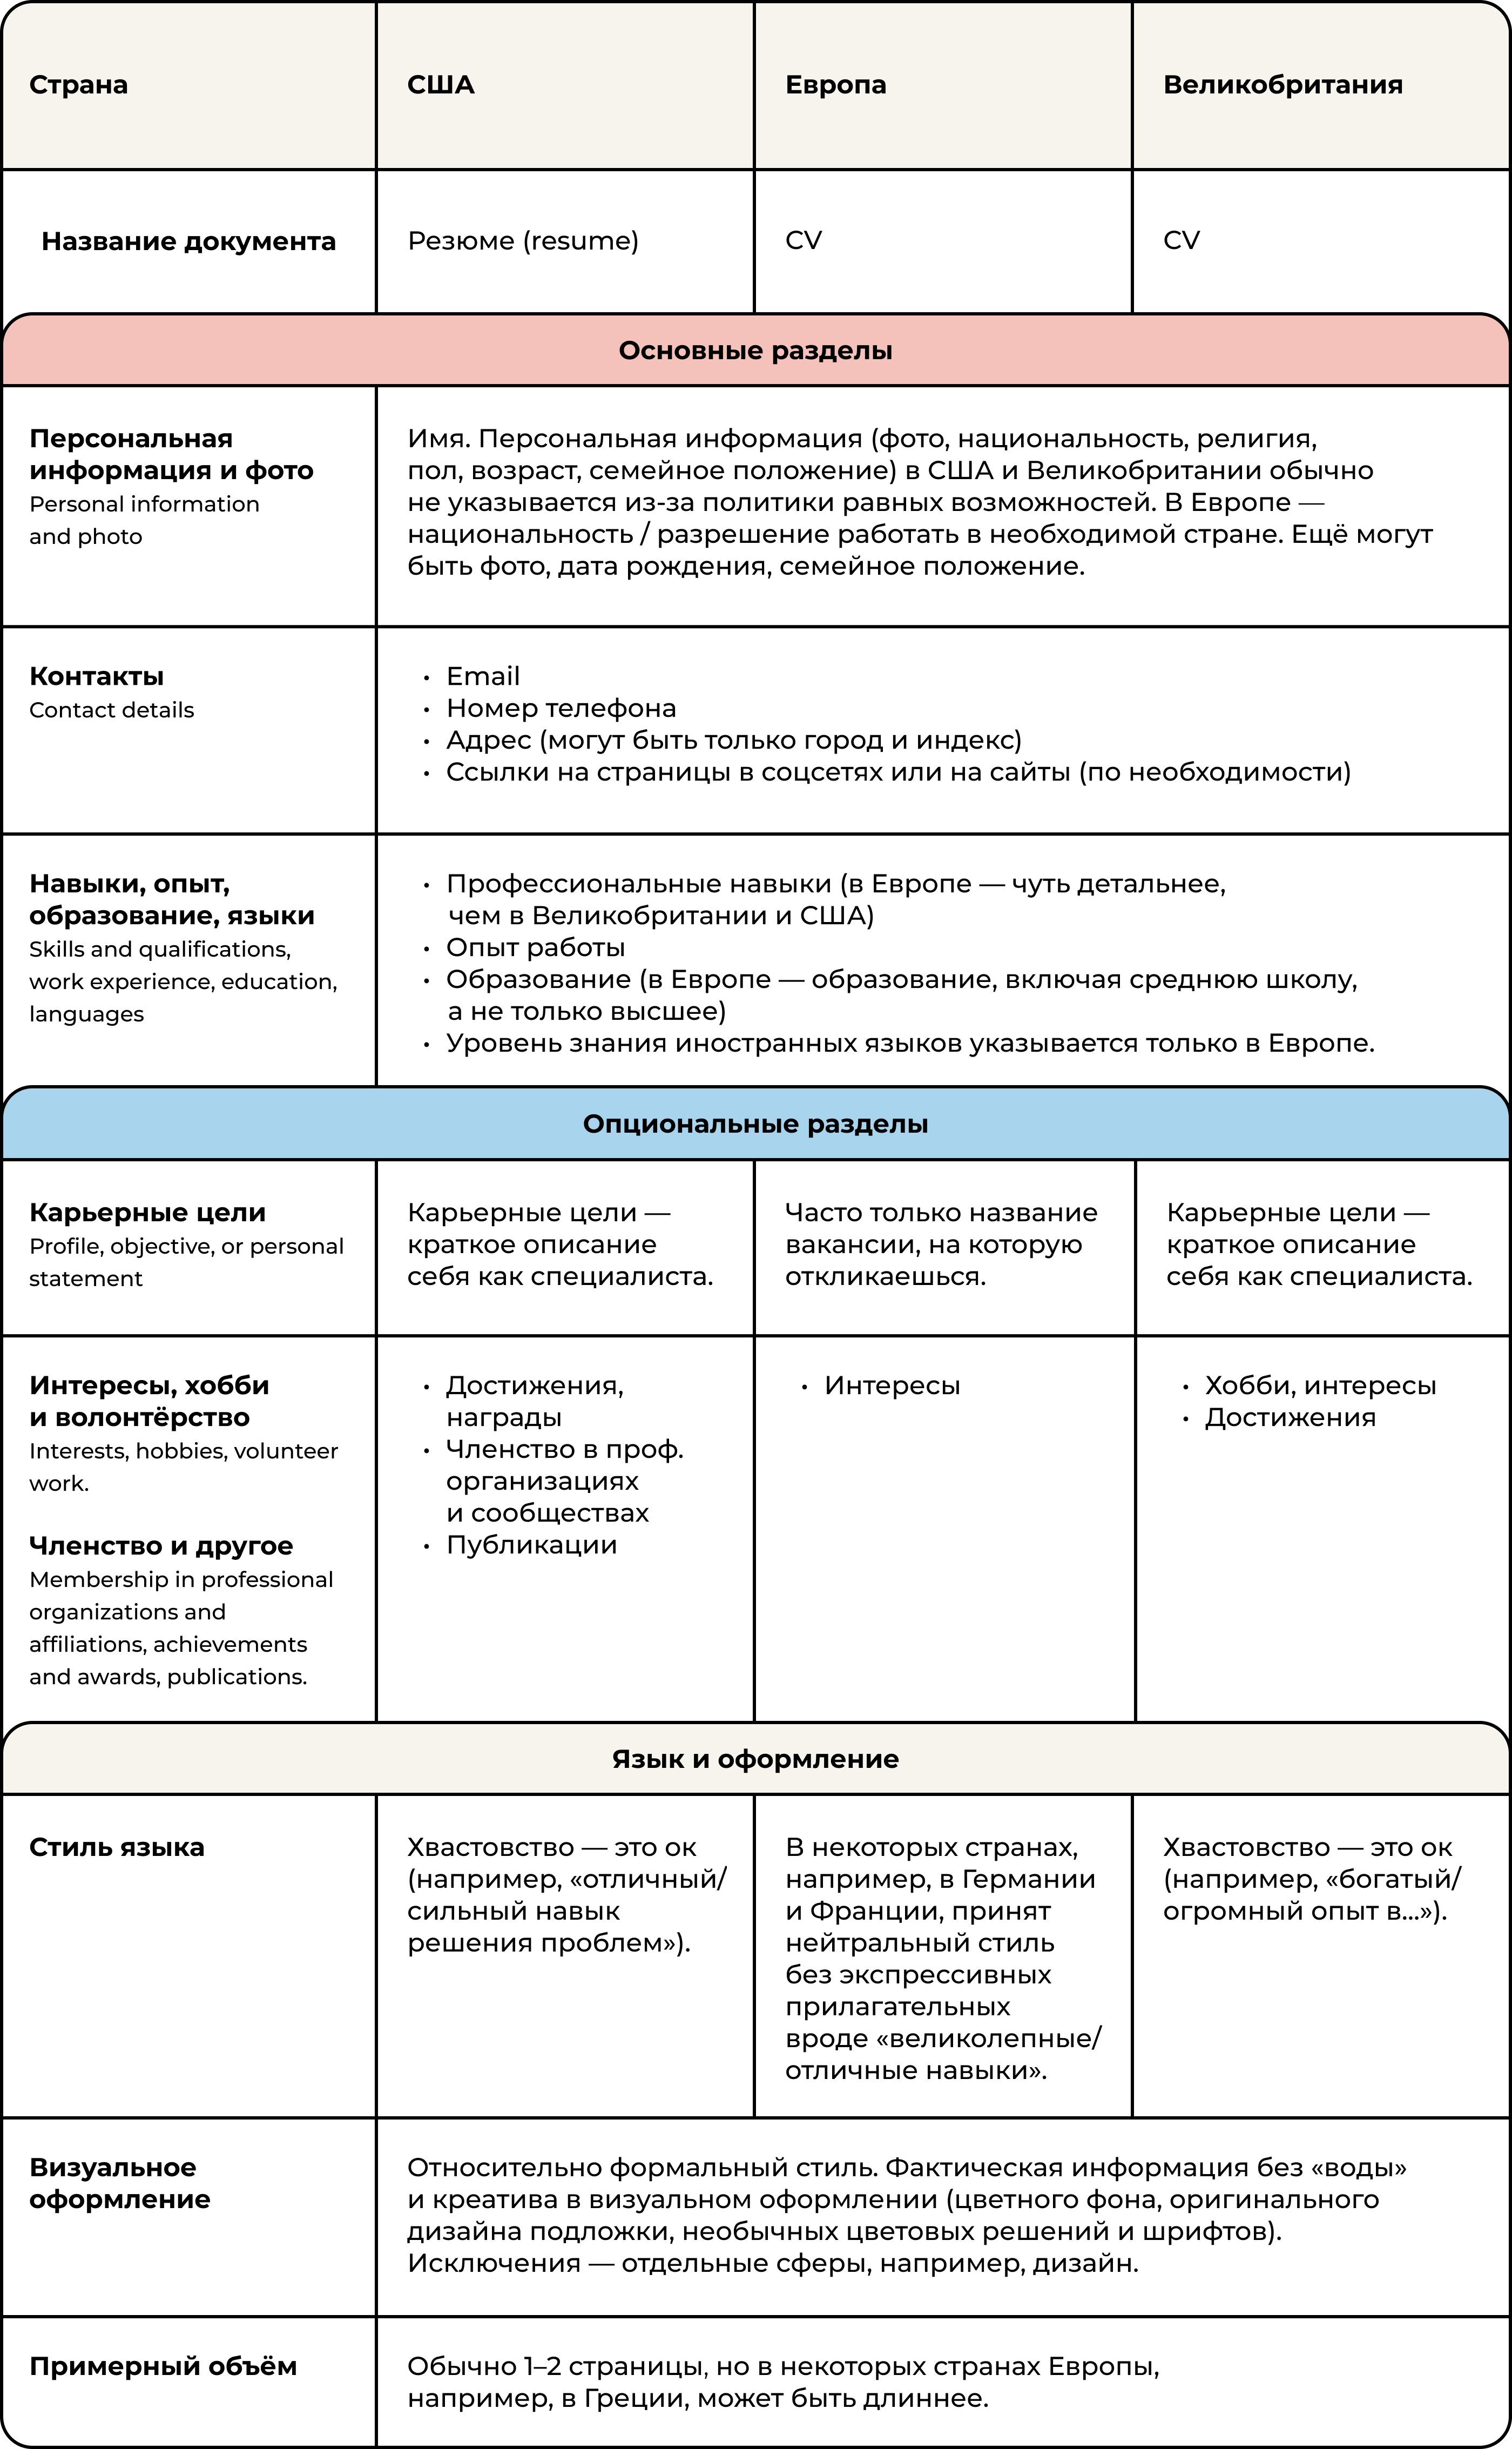 Страна
США
Европа
Великобритания
Название документа
Резюме (resume)
CV
CV
Основные разделы
Персональная
информация и фото
Personal information
and photo
Имя. Персональная информация (фото, национальность, религия,
пол, возраст, семейное положение) в США и Великобритании обычно
не указывается из-за политики равных возможностей. В Европе —
национальность / разрешение работать в необходимой стране. Ещё могут
быть фото, дата рождения, семейное положение.
Контакты
Contact details
• Email
• Номер телефона
• Адрес (могут быть только город и индекс)
• Ссылки на страницы в соцсетях или на сайты (по необходимости)
Навыки, опыт,
образование, языки
Skills and qualifications,
work experience, education,
languages
• Профессиональные навыки (в Европе — чуть детальнее,
чем в Великобритании и США)
• Опыт работы
• Образование (в Европе — образование, включая среднюю школу,
а не только высшее)
• Уровень знания иностранных языков указывается только в Европе.
Опциональные разделы
Карьерные цели
Profile, objective, or personal
statement
Карьерные цели —
краткое описание
себя как специалиста.
Часто только название
вакансии, на которую
откликаешься.
Карьерные цели —
краткое описание
себя как специалиста.
Интересы, хобби
и волонтёрство
Interests, hobbies, volunteer
work.
Членство и другое
Membership in professional
organizations and
affiliations, achievements
and awards, publications.
• Достижения,
награды
• Членство в проф.
организациях
и сообществах
• Публикации
• Интересы
• Хобби, интересы
• Достижения
Язык и оформление
Стиль языка
Хвастовство — это ок
(например, «отличный/
сильный навык
решения проблем»).
В некоторых странах,
например, в Германии
и Франции, принят
нейтральный стиль
без экспрессивных
прилагательных
вроде «великолепные/
отличные навыки».
Хвастовство — это ок
(например, «богатый/
огромный опыт в…»).
Визуальное
оформление
Относительно формальный стиль. Фактическая информация без «воды»
и креатива в визуальном оформлении (цветного фона, оригинального
дизайна подложки, необычных цветовых решений и шрифтов).
Исключения — отдельные сферы, например, дизайн.
Примерный объём
Обычно 1–2 страницы, но в некоторых странах Европы,
например, в Греции, может быть длиннее.